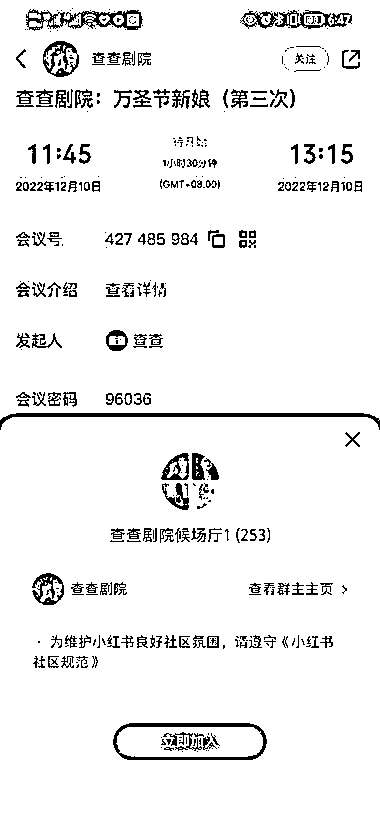 6:47
查查剧院
关注
查查剧院：万圣节新娘（第三次）
11:45
待开始
13:15
1小时30分钟
2022年12月10日
(GMT+08:00)
2022年12月10日
会议号
427 485 984
会议介绍
查看详情
发起人
查查
会议密码
96036
查查剧院候场厅1 (253)
查查剧院
查看群主主页
· 为维护小红书良好社区氛围，请遵守《小红书
社区规范》
立即加入